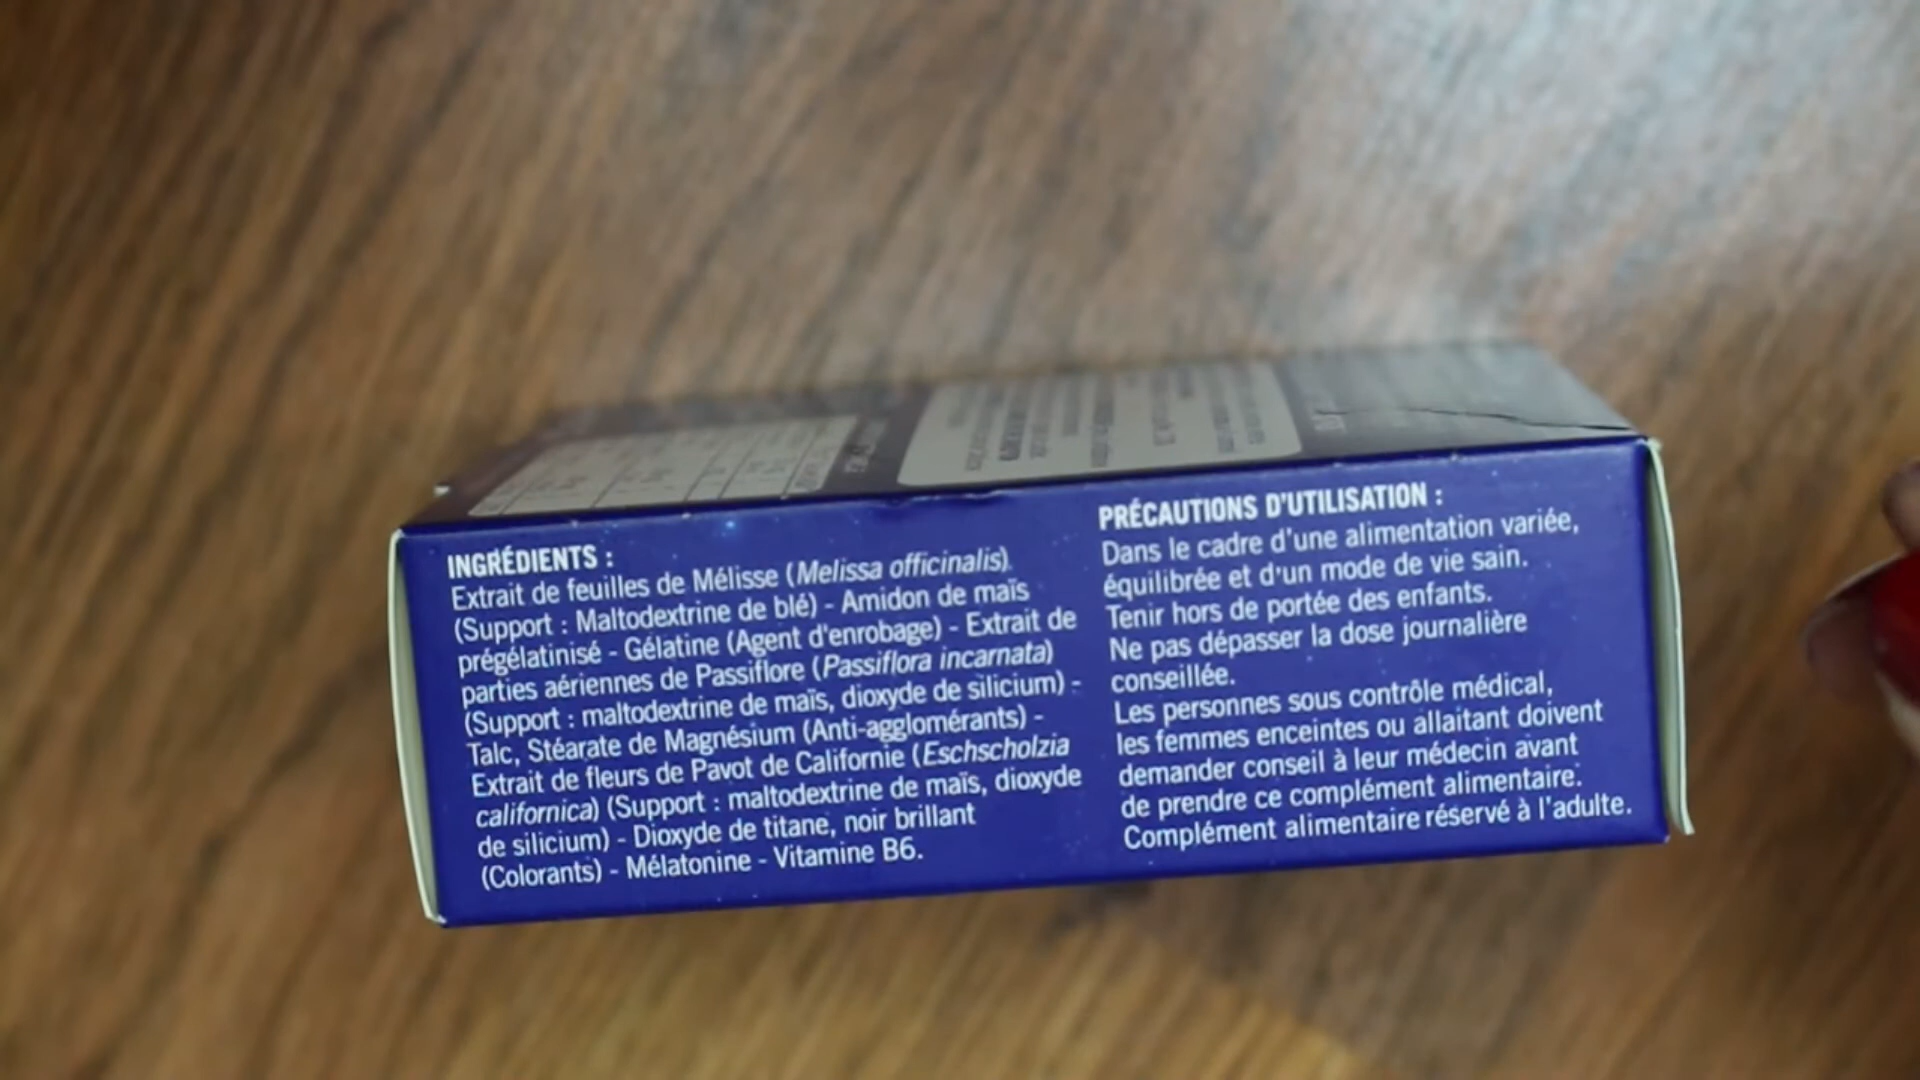 INGRÉDIENTS :
Extrait de feuilles de Mélisse (Melissa officinalis)
(Support : Maltodextrine de blé) - Amidon de maïs
prégélatinisé - Gélatine (Agent d'enrobage) - Extrait de
parties aériennes de Passiflore (Passiflora incarnata)
(Support : maltodextrine de maïs, dioxyde de silicium) -
Talc, Stéarate de Magnésium (Anti-agglomérants) -
Extrait de fleurs de Pavot de Californie (Eschscholzia
californica) (Support : maltodextrine de maïs, dioxyde
de silicium) - Dioxyde de titane, noir brillant
(Colorants) - Mélatonine - Vitamine B6.
PRÉCAUTIONS D'UTILISATION :
Dans le cadre d'une alimentation variée,
équilibrée et d'un mode de vie sain.
Tenir hors de portée des enfants.
Ne pas dépasser la dose journalière
conseillée.
Les personnes sous contrôle médical,
les femmes enceintes ou allaitant doivent
demander conseil à leur médecin avant
de prendre ce complément alimentaire.
Complément alimentaire réservé à l'adulte.